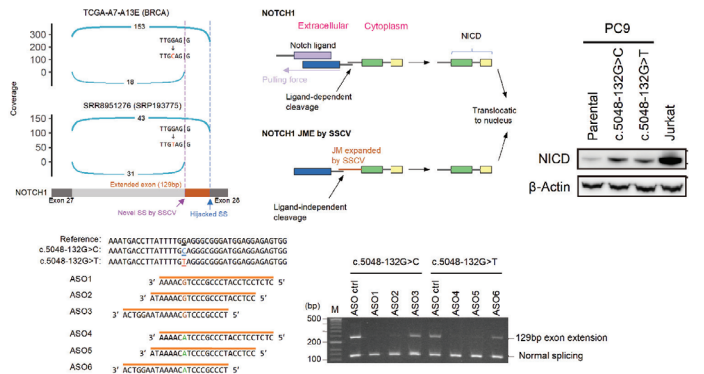 TCGA-A7-A13E (BRCA)
153
TTGGAG|G
TTGCAG|G
18
300
200
100
0
Coverage
SRR8951276 (SRP193775)
43
TTGGAG|G
TTGTAG|G
31
150
100
50
0
Extended exon (129bp)
NOTCH1
Exon 27
Exon 28
Novel SS by SSCV
Hijacked SS
NOTCH1
Extracellular
Cytoplasm
Notch ligand
NICD
Pulling force
Ligand-dependent
cleavage
Translocatic
to nucleus
NOTCH1 JME by SSCV
JM expanded
by SSCV
Ligand-independent
cleavage
PC9
Parental
c.5048-132G>C
c.5048-132G>T
Jurkat
NICD
β-Actin
Reference: AAATGACCTTATTTTGGAGGGCGGGATGGAGGAGAGTGG
c.5048-132G>C: AAATGACCTTATTTTGCAGGGCGGGATGGAGGAGAGTGG
c.5048-132G>T: AAATGACCTTATTTTGTAGGGCGGGATGGAGGAGAGTGG
ASO1 3' AAAACGTCCCGCCCTACCTCCTCTC 5'
ASO2 3' ATAAAACGTCCCGCCCTACCTCC 5'
ASO3 3' ACTGGAATAAAACGTCCCGCCCT 5'
ASO4 3' AAAACATCCCGCCCTACCTCCTCTC 5'
ASO5 3' ATAAAACATCCCGCCCTACCTCC 5'
ASO6 3' ACTGGAATAAAACATCCCGCCCT 5'
c.5048-132G>C
c.5048-132G>T
(bp)
M
ASO ctrl
ASO1
ASO2
ASO3
ASO ctrl
ASO4
ASO5
ASO6
500
200
100
129bp exon extension
Normal splicing